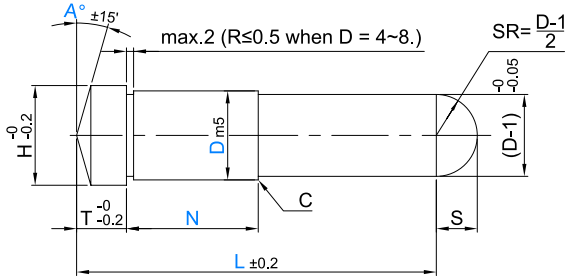 A° ±15'
max.2 (R≤0.5 when D = 4~8.)
SR= D-1
2
H -0
-0.2
D m5
(D-1) -0
-0.05
C
T -0
-0.2
N
S
L ±0.2